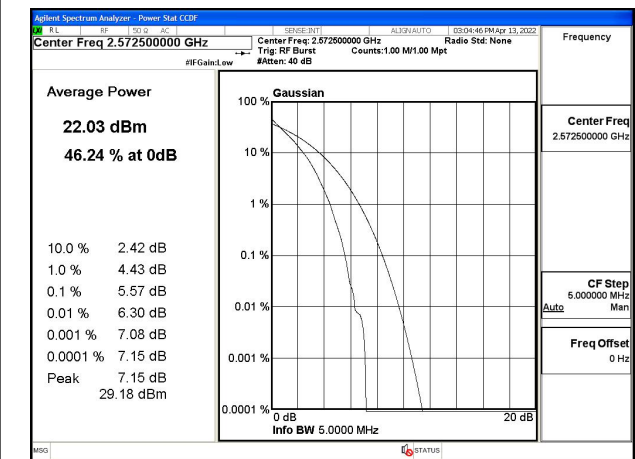 Agilent Spectrum Analyzer - Power Stat CCDF
LXI RL RF 50 Ω AC SENSE:INT ALIGNAUTO 03:04:46 PM Apr 13, 2022
Center Freq 2.572500000 GHz
Center Freq: 2.572500000 GHz Radio Std: None
Trig: RF Burst Counts:1.00 M/1.00 Mpt
#IFGain:Low #Atten: 40 dB
Frequency
Average Power
22.03 dBm
46.24 % at 0dB
10.0 % 2.42 dB
1.0 % 4.43 dB
0.1 % 5.57 dB
0.01 % 6.30 dB
0.001 % 7.08 dB
0.0001 % 7.15 dB
Peak 7.15 dB
29.18 dBm
Gaussian
100 %
10 %
1 %
0.1 %
0.01 %
0.001 %
0.0001 %
0 dB 20 dB
Info BW 5.0000 MHz
Center Freq
2.572500000 GHz
CF Step
5.000000 MHz
Auto Man
Freq Offset
0 Hz
MSG STATUS